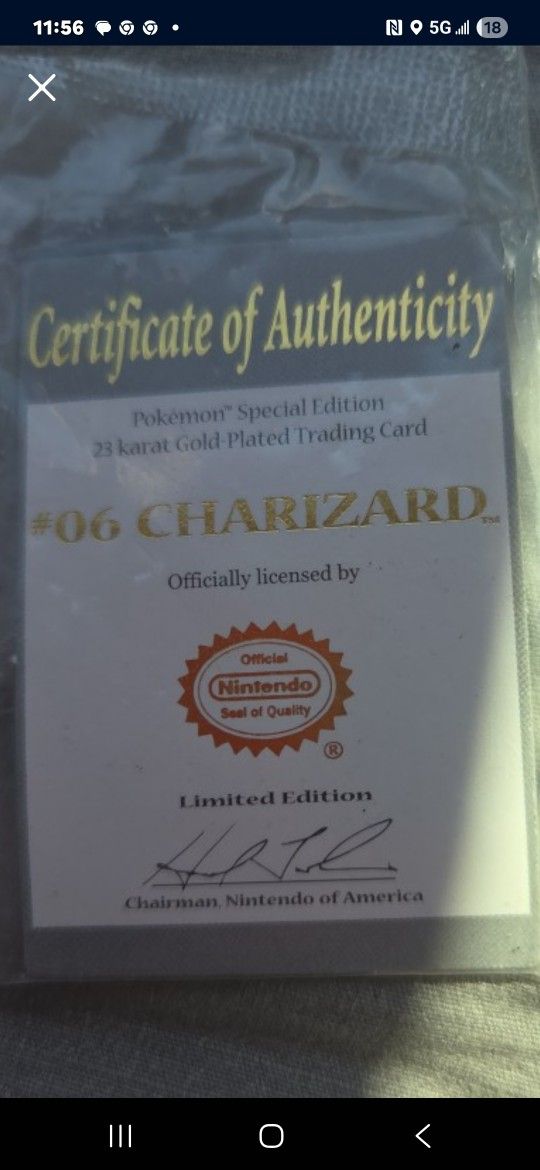 11:56
5G
18
Certificate of Authenticity
Pokémon™ Special Edition
23 karat Gold-Plated Trading Card
#06 CHARIZARD™
Officially licensed by
Official
Nintendo
Seal of Quality
®
Limited Edition
Chairman, Nintendo of America